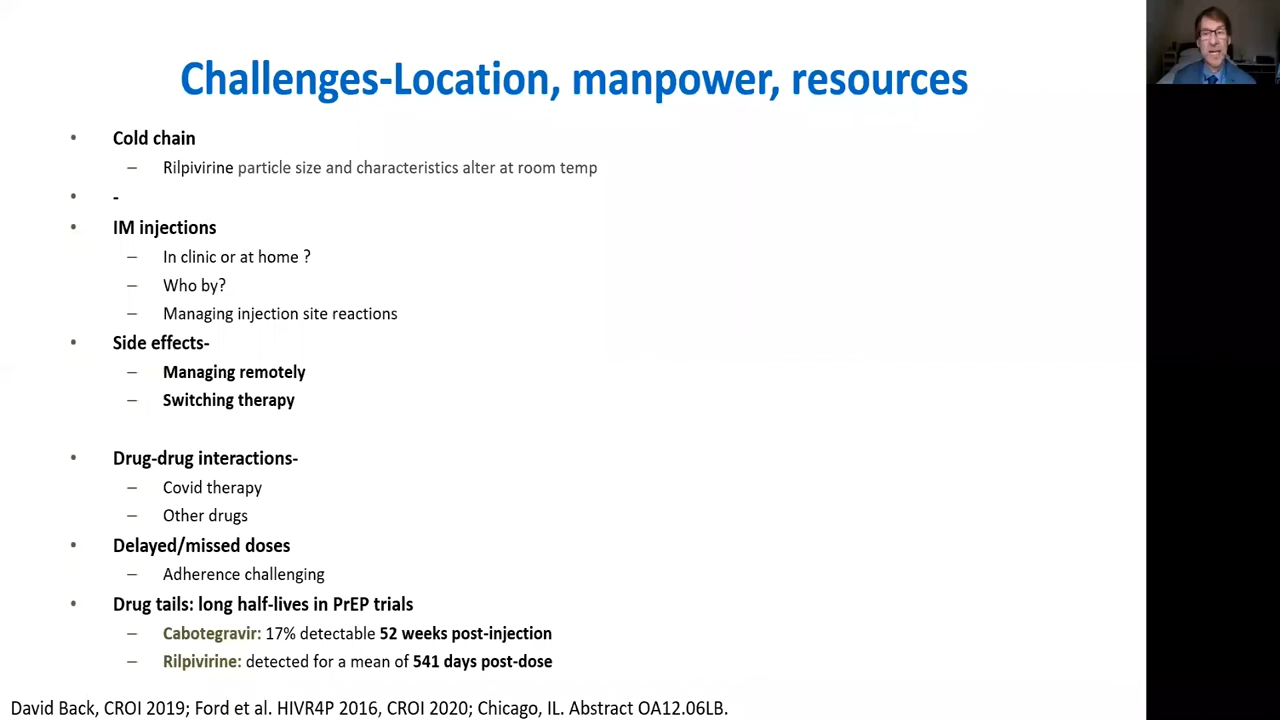 Challenges-Location, manpower, resources
• Cold chain
– Rilpivirine particle size and characteristics alter at room temp
• -
• IM injections
– In clinic or at home ?
– Who by?
– Managing injection site reactions
• Side effects-
– Managing remotely
– Switching therapy
• Drug-drug interactions-
– Covid therapy
– Other drugs
• Delayed/missed doses
– Adherence challenging
• Drug tails: long half-lives in PrEP trials
– Cabotegravir: 17% detectable 52 weeks post-injection
– Rilpivirine: detected for a mean of 541 days post-dose
David Back, CROI 2019; Ford et al. HIVR4P 2016, CROI 2020; Chicago, IL. Abstract OA12.06LB.